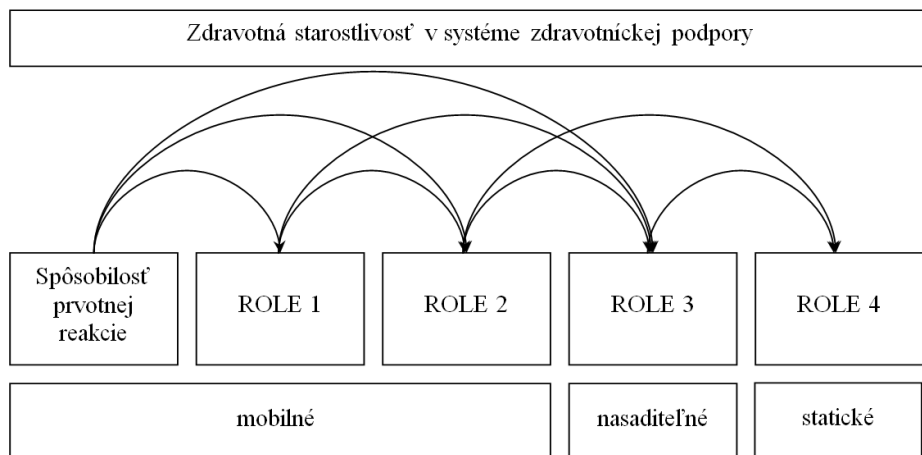 Zdravotná starostlivosť v systéme zdravotníckej podpory
Spôsobilosť
prvotnej
reakcie
ROLE 1
ROLE 2
ROLE 3
ROLE 4
mobilné
nasaditeľné
statické